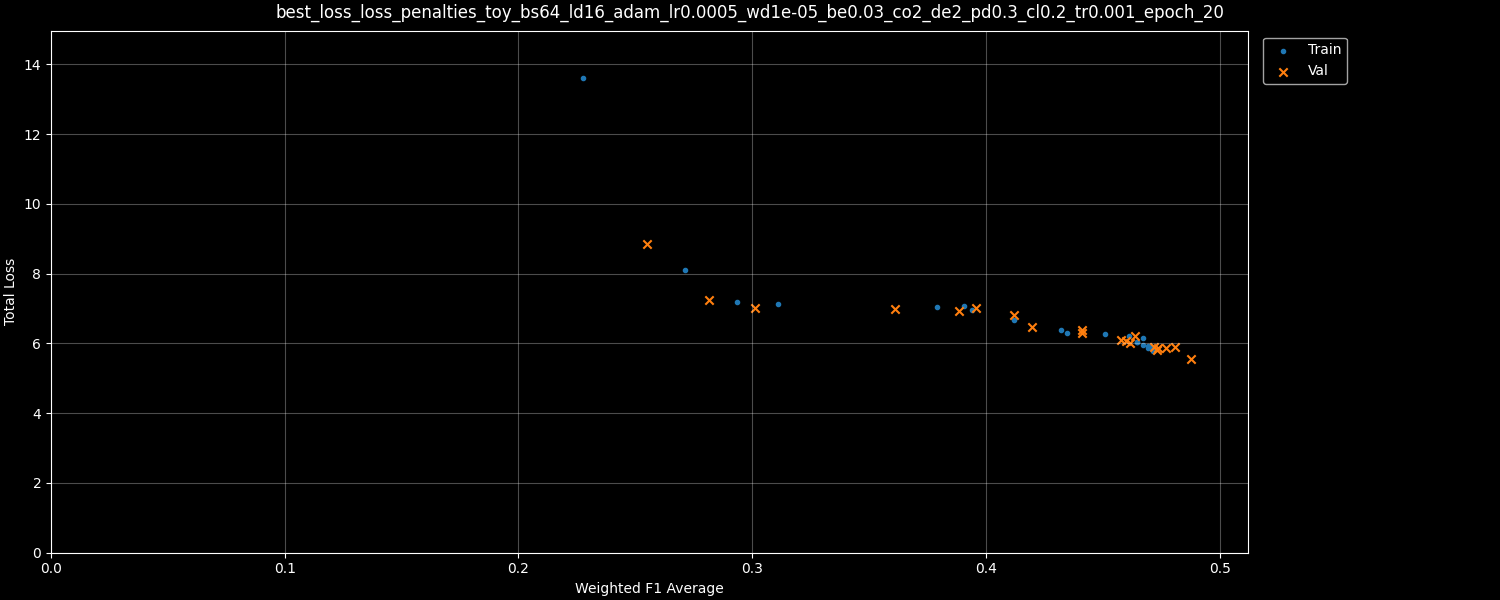 best_loss_loss_penalties_toy_bs64_ld16_adam_lr0.0005_wd1e-05_be0.03_co2_de2_pd0.3_cl0.2_tr0.001_epoch_20
Train
Val
14
12
10
8
6
4
2
0
Total Loss
0.0 0.1 0.2 0.3 0.4 0.5
Weighted F1 Average